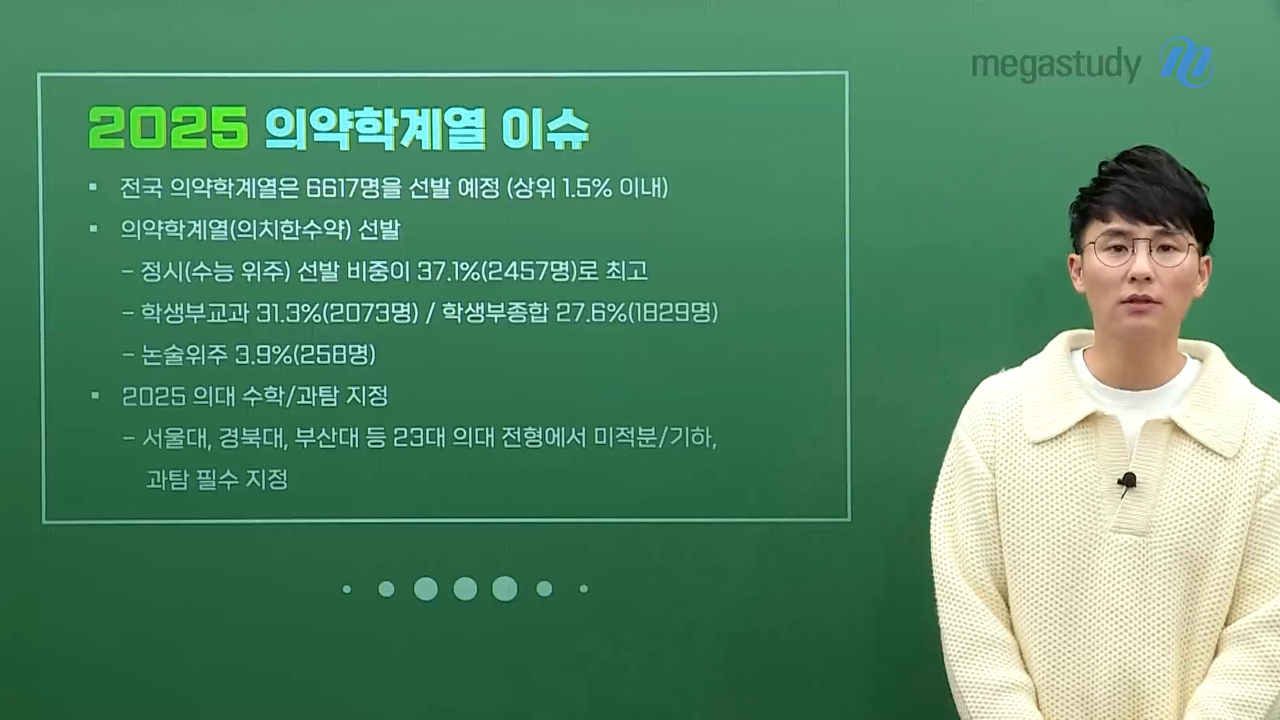 megastudy
2025 의약학계열 이슈
▪ 전국 의약학계열은 6617명을 선발 예정 (상위 1.5% 이내)
▪ 의약학계열(의치한수약) 선발
– 정시(수능 위주) 선발 비중이 37.1%(2457명)로 최고
– 학생부교과 31.3%(2073명) / 학생부종합 27.6%(1829명)
– 논술위주 3.9%(258명)
▪ 2025 의대 수학/과탐 지정
– 서울대, 경북대, 부산대 등 23대 의대 전형에서 미적분/기하,
과탐 필수 지정